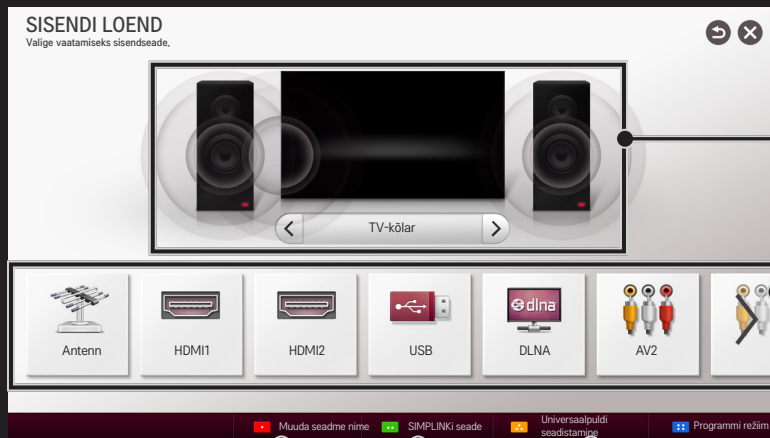 SISENDI LOEND
Valige vaatamiseks sisendseade.
TV-kõlar
dlna
Antenn
HDMI1
HDMI2
USB
DLNA
AV2
Muuda seadme nime
SIMPLINKi seade
Universaalpuldi
seadistamine
Programmi režiim